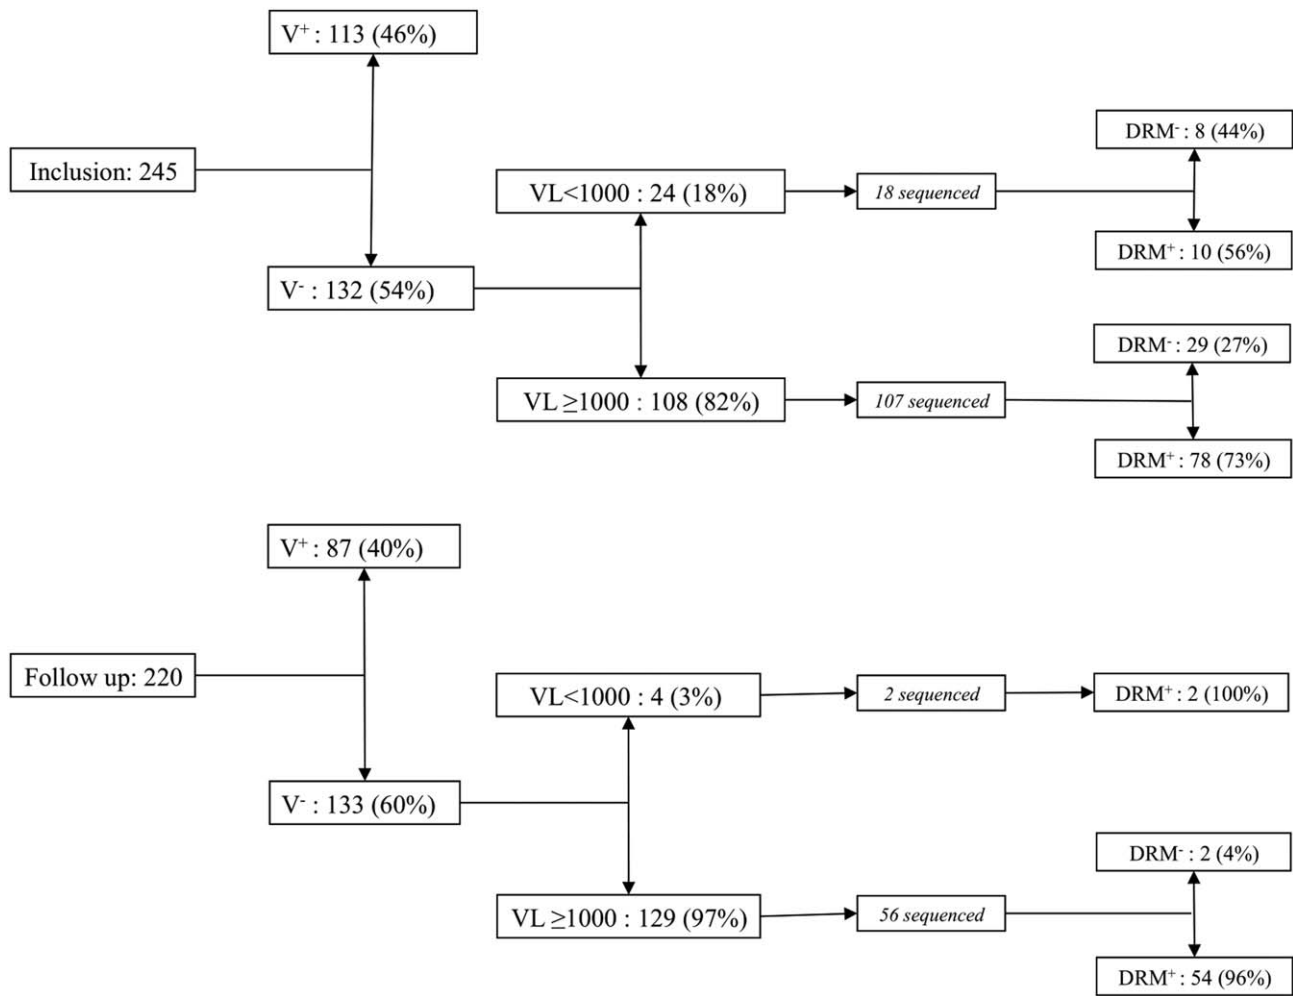 V⁺ : 113 (46%)
Inclusion: 245
V⁻ : 132 (54%)
VL<1000 : 24 (18%)
18 sequenced
DRM⁻ : 8 (44%)
DRM⁺ : 10 (56%)
VL ≥1000 : 108 (82%)
107 sequenced
DRM⁻ : 29 (27%)
DRM⁺ : 78 (73%)
V⁺ : 87 (40%)
Follow up: 220
V⁻ : 133 (60%)
VL<1000 : 4 (3%)
2 sequenced
DRM⁺ : 2 (100%)
VL ≥1000 : 129 (97%)
56 sequenced
DRM⁻ : 2 (4%)
DRM⁺ : 54 (96%)